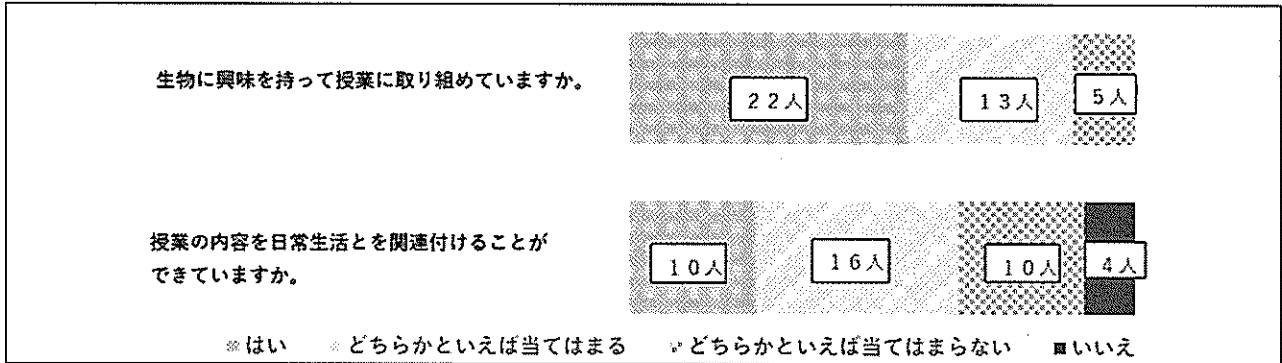 生物に興味を持って授業に取り組めていますか。
22人
13人
5人
授業の内容を日常生活とを関連付けることが
できていますか。
10人
16人
10人
4人
はい どちらかといえば当てはまる どちらかといえば当てはまらない いいえ